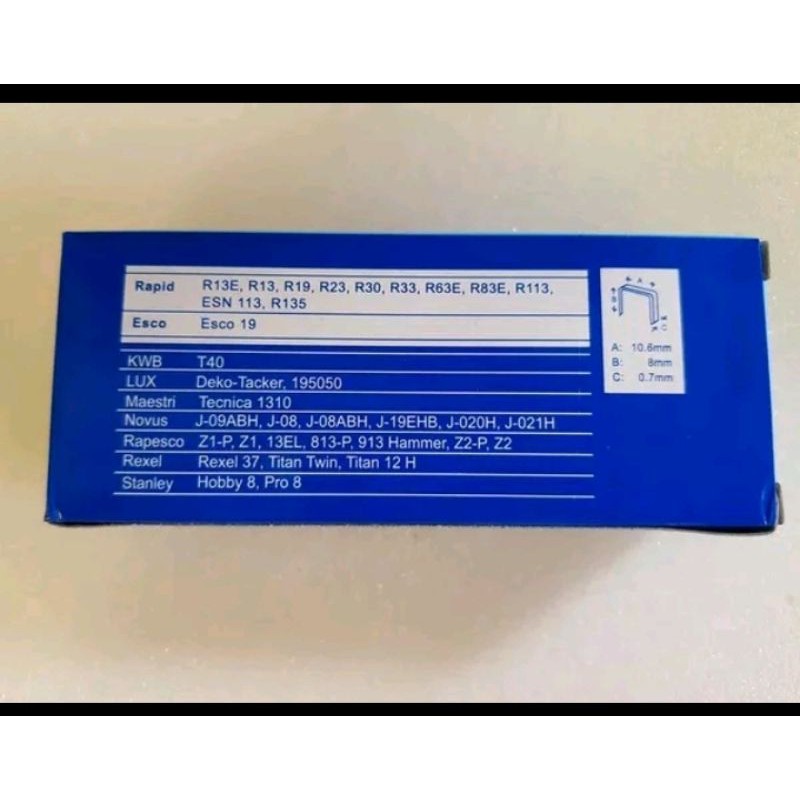 Rapid R13E, R13, R19, R23, R30, R33, R63E, R83E, R113,
ESN 113, R135
Esco Esco 19
KWB T40
LUX Deko-Tacker, 195050
Maestri Tecnica 1310
Novus J-09ABH, J-08, J-08ABH, J-19EHB, J-020H, J-021H
Rapesco Z1-P, Z1, 13EL, 813-P, 913 Hammer, Z2-P, Z2
Rexel Rexel 37, Titan Twin, Titan 12 H
Stanley Hobby 8, Pro 8
A
B
C
A: 10.6mm
B: 8mm
C: 0.7mm